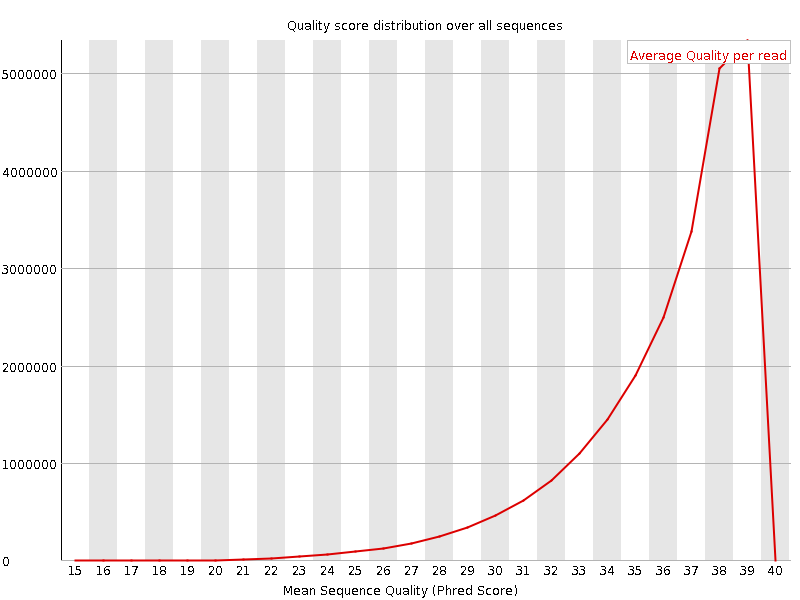 Quality score distribution over all sequences
Average Quality per read
5000000
4000000
3000000
2000000
1000000
0
15 16 17 18 19 20 21 22 23 24 25 26 27 28 29 30 31 32 33 34 35 36 37 38 39 40
Mean Sequence Quality (Phred Score)